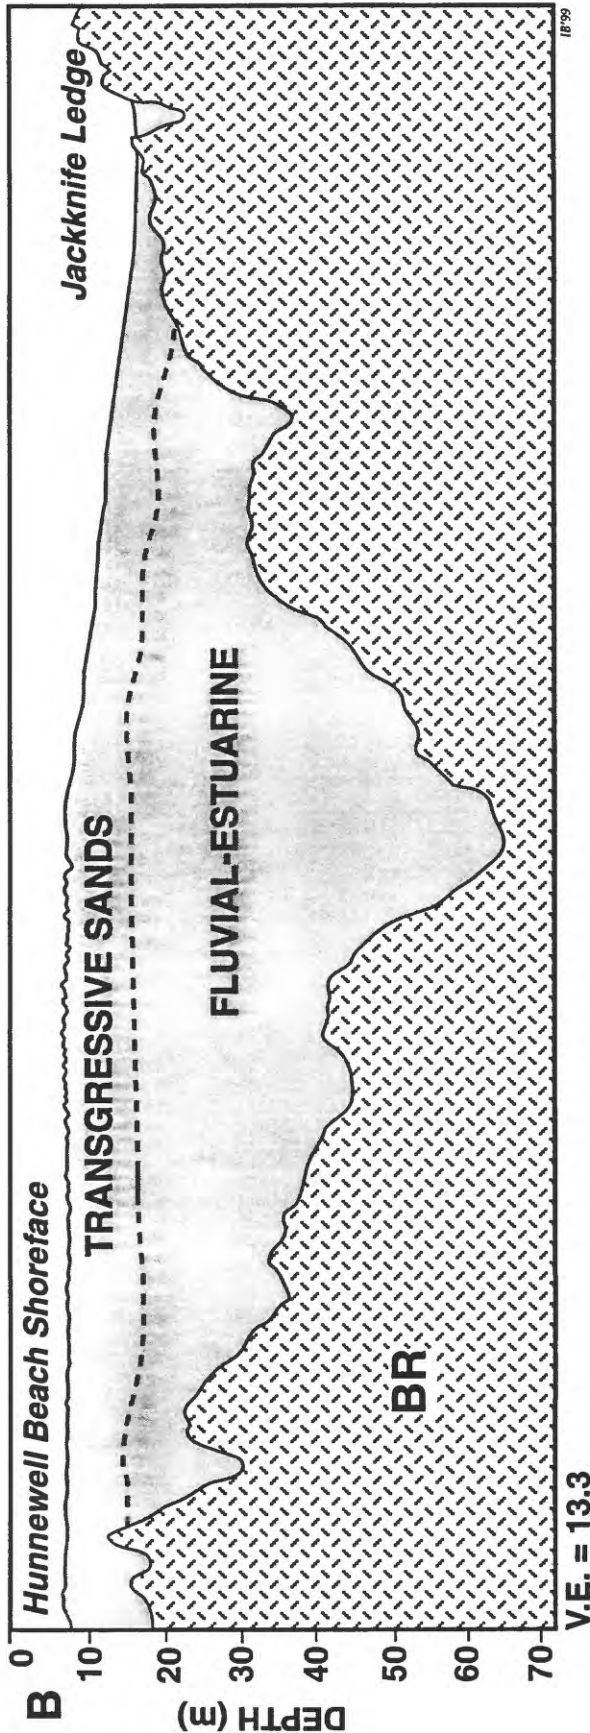 B
Hunnewell Beach Shoreface
Jackknife Ledge
TRANSGRESSIVE SANDS
FLUVIAL-ESTUARINE
BR
DEPTH (m)
0
10
20
30
40
50
60
70
V.E. = 13.3
IB'99